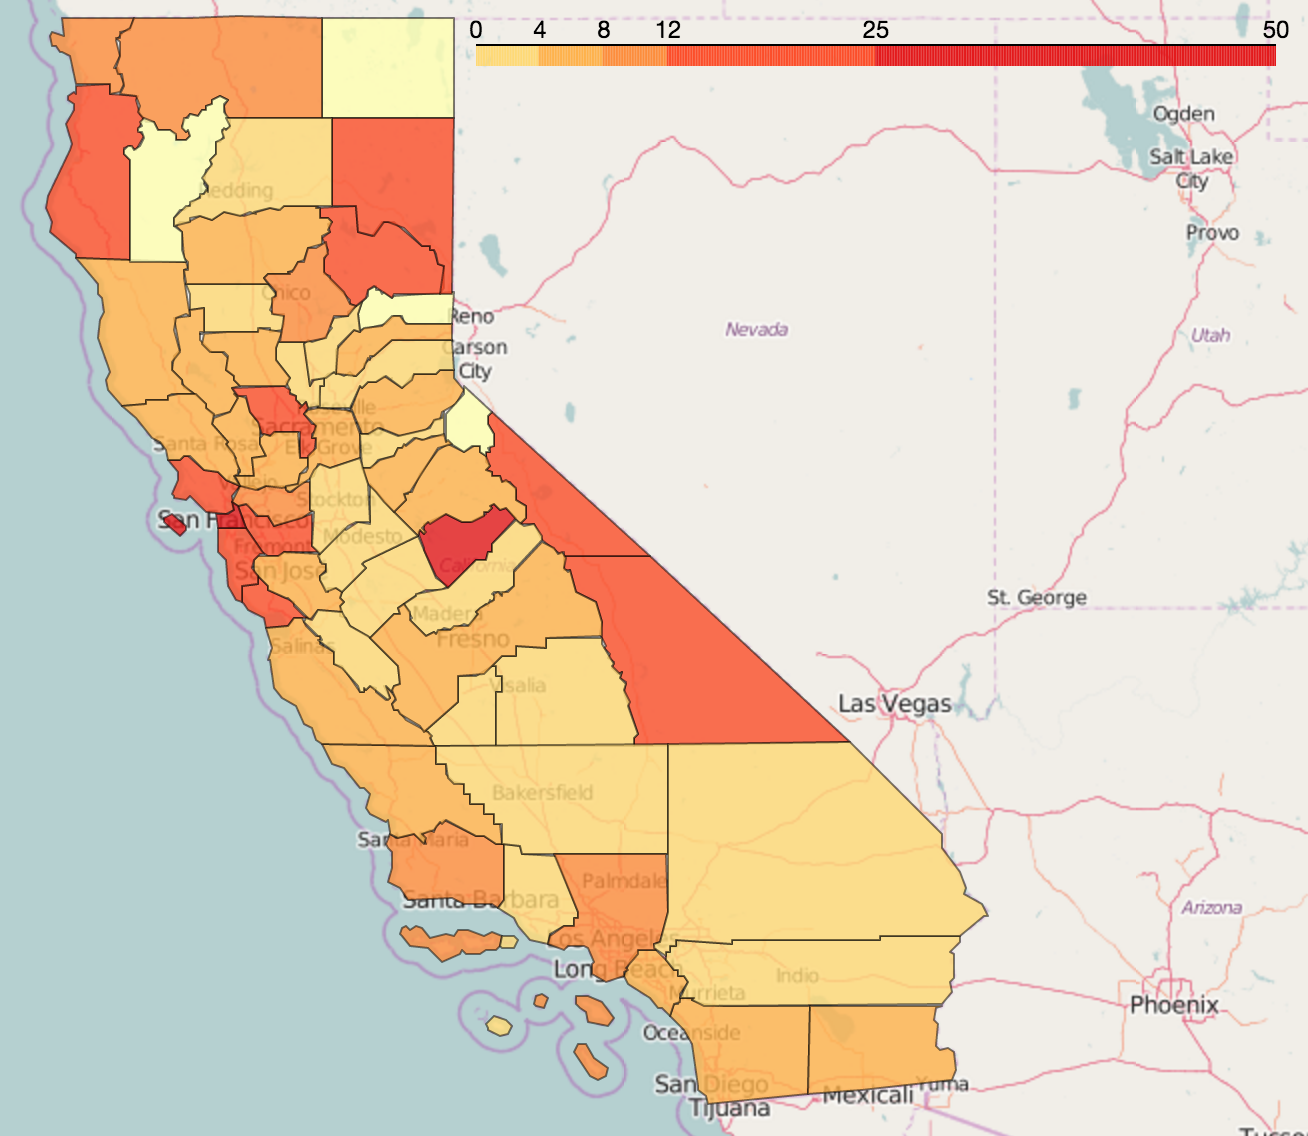 0 4 8 12 25 50
Ogden
Salt Lake
City
Redding
Provo
Chico
Reno
Nevada
Utah
Carson
City
Roseville
Sacramento
Santa Rosa
Elk Grove
Vallejo
Stockton
San Francisco
Modesto
Fremont
California
San Jose
St. George
Madera
Fresno
Salinas
Visalia
Las Vegas
Bakersfield
Santa Maria
Palmdale
Santa Barbara
Arizona
Los Angeles
Long Beach
Indio
Murrieta
Phoenix
Oceanside
San Diego
Yuma
Mexicali
Tijuana